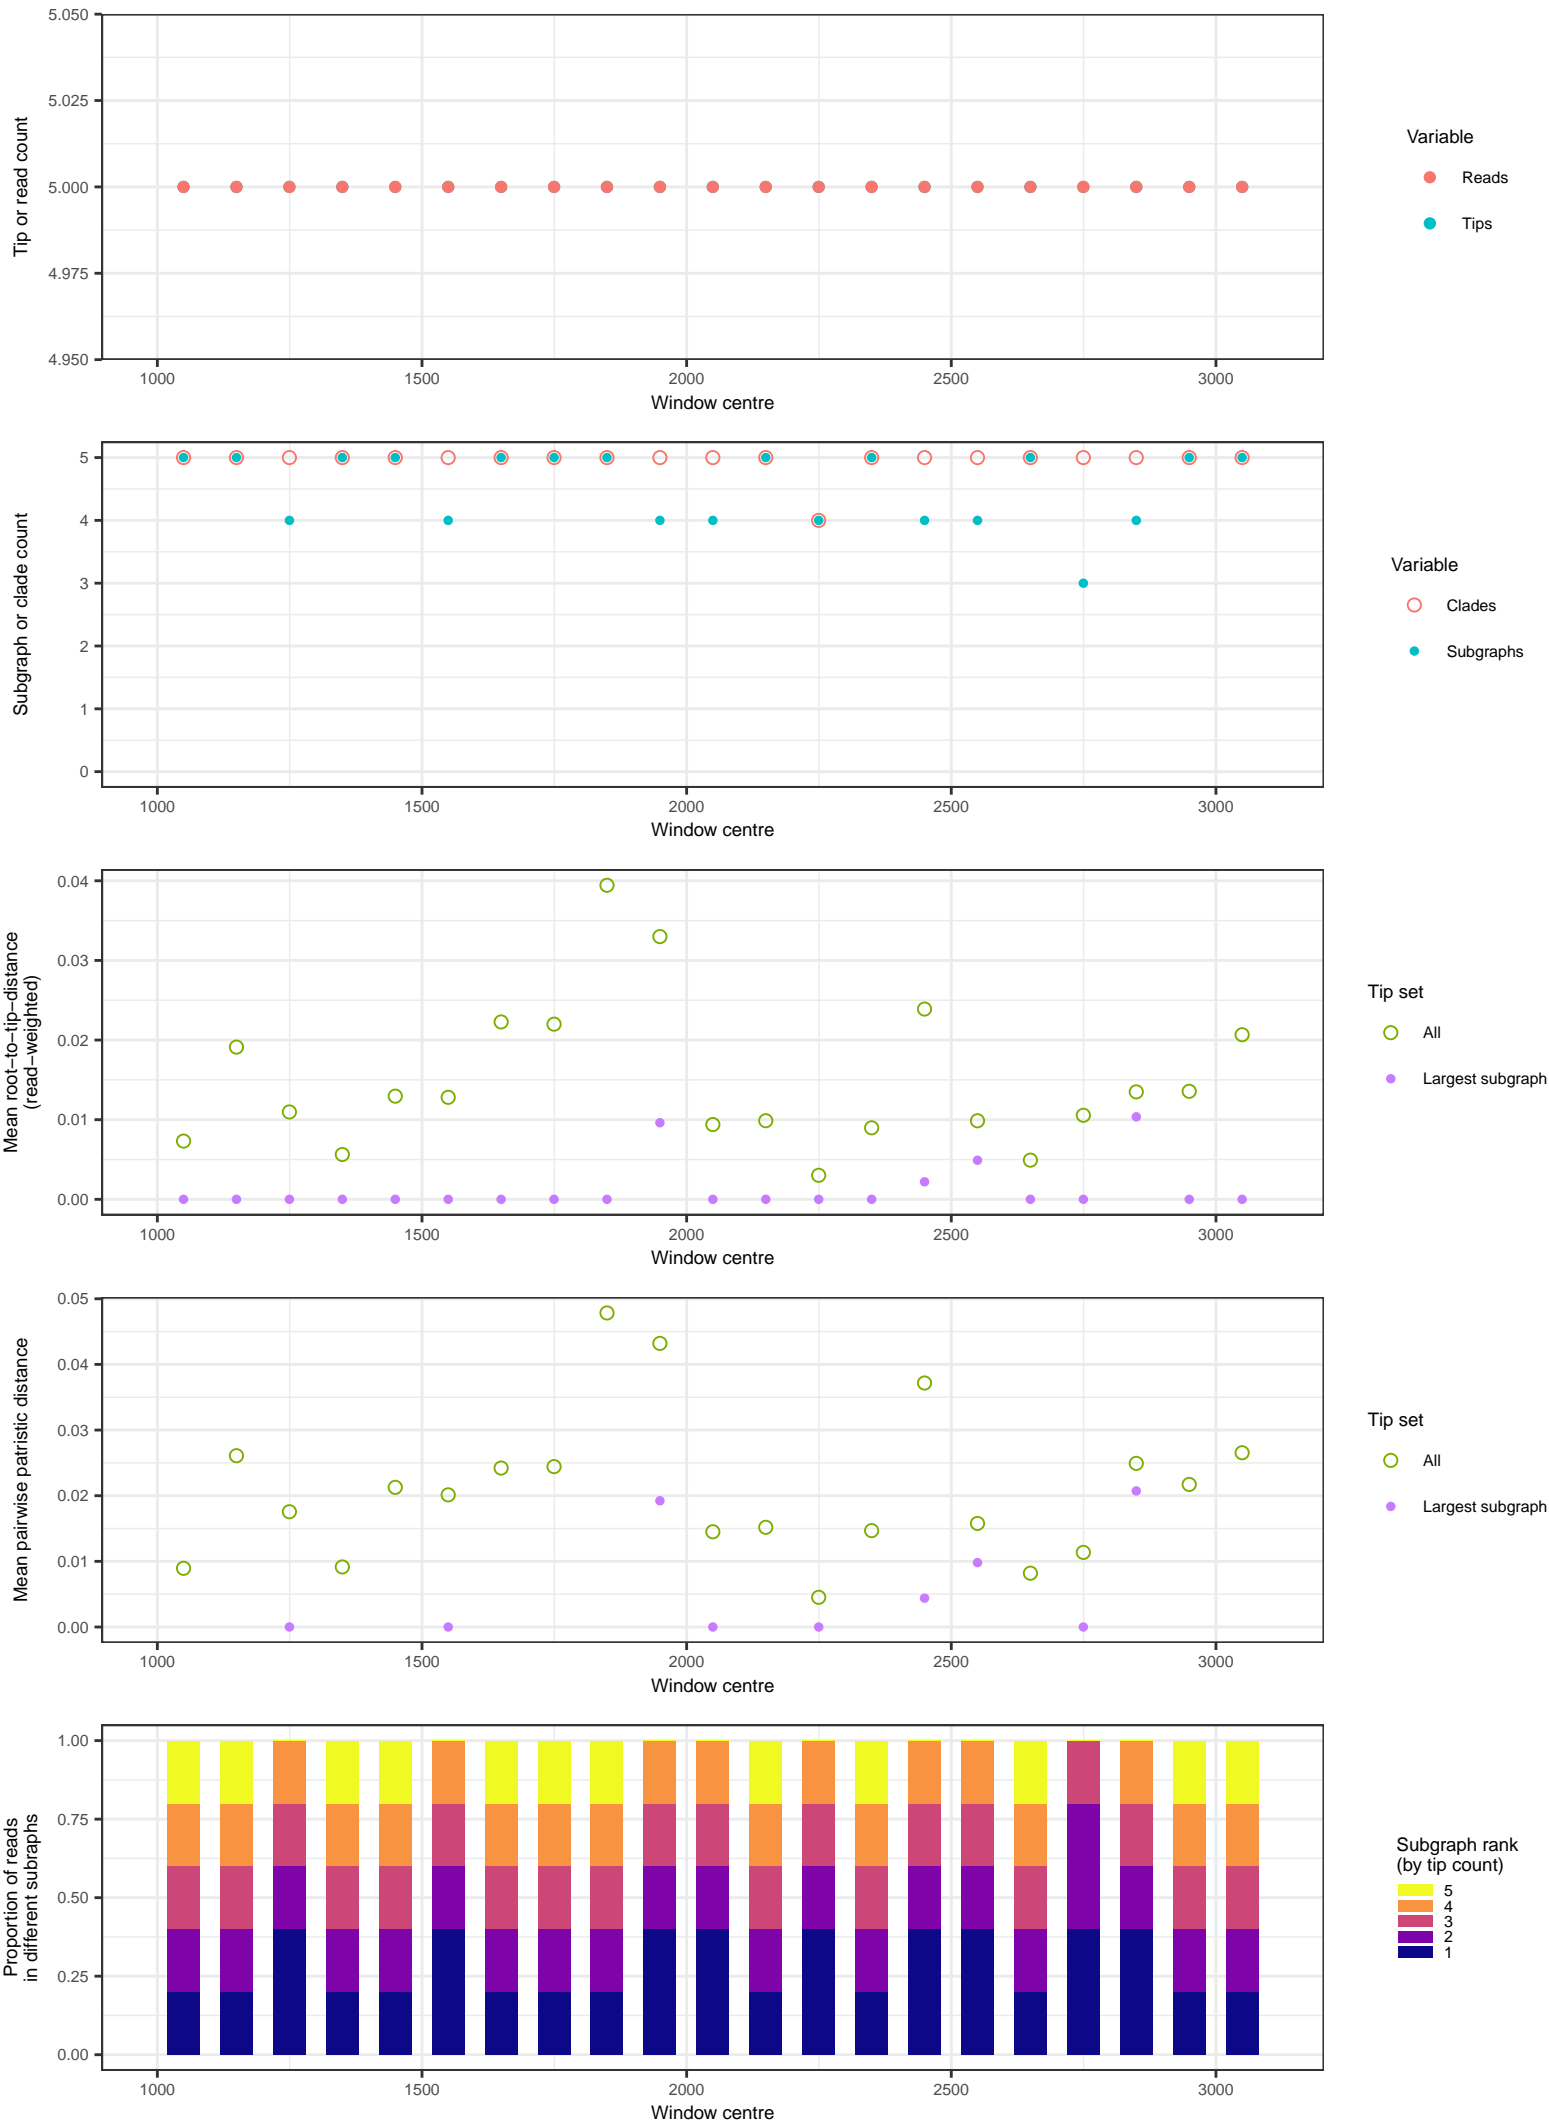 5.050
5.025
5.000
4.975
4.950
Tip or read count
1000 1500 2000 2500 3000
Window centre
Variable
Reads
Tips
5
4
3
2
1
0
Subgraph or clade count
1000 1500 2000 2500 3000
Window centre
Variable
Clades
Subgraphs
0.04
0.03
0.02
0.01
0.00
Mean root−to−tip−distance
(read−weighted)
1000 1500 2000 2500 3000
Window centre
Tip set
All
Largest subgraph
0.05
0.04
0.03
0.02
0.01
0.00
Mean pairwise patristic distance
1000 1500 2000 2500 3000
Window centre
Tip set
All
Largest subgraph
1.00
0.75
0.50
0.25
0.00
Proportion of reads
in different subraphs
1000 1500 2000 2500 3000
Window centre
Subgraph rank
(by tip count)
5
4
3
2
1